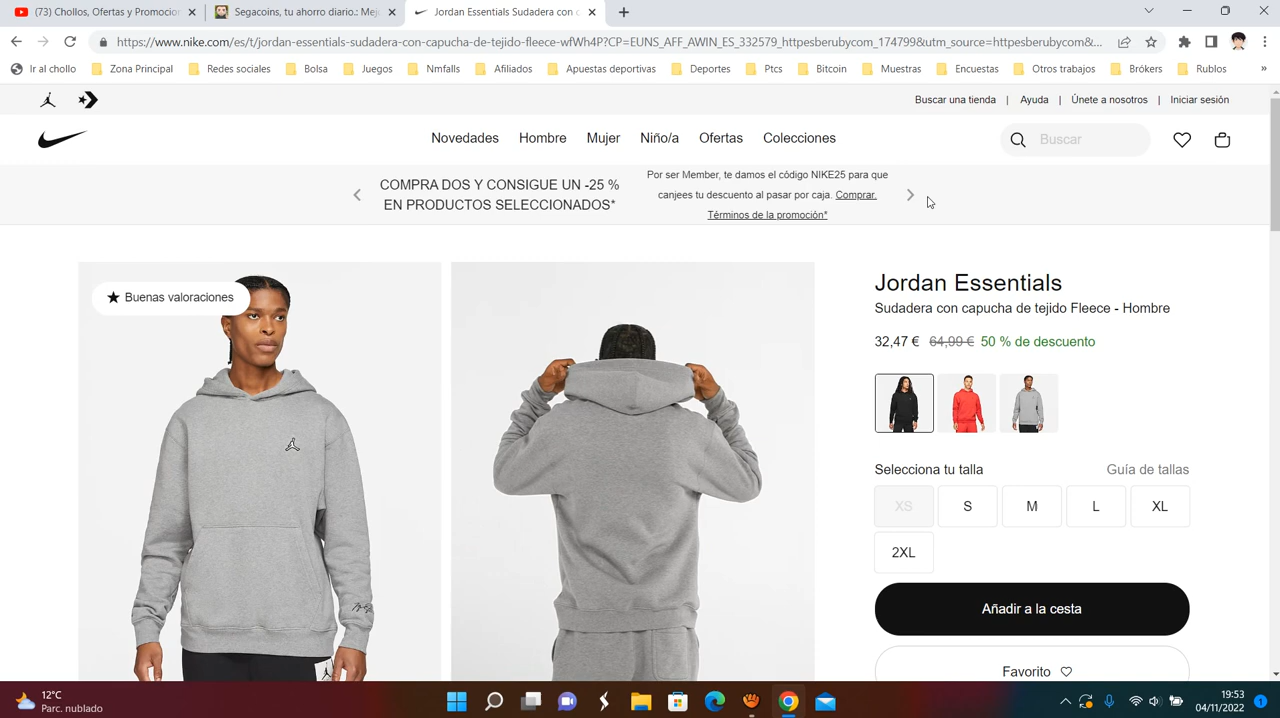 (73) Chollos, Ofertas y Promocion
Segacoins, tu ahorro diario.: Mej
Jordan Essentials Sudadera con c
https://www.nike.com/es/t/jordan-essentials-sudadera-con-capucha-de-tejido-fleece-wfWh4P?CP=EUNS_AFF_AWIN_ES_332579_httpesberubycom_174799&utm_source=httpesberubycom&...
Ir al chollo
Zona Principal
Redes sociales
Bolsa
Juegos
Nmfalls
Afiliados
Apuestas deportivas
Deportes
Ptcs
Bitcoin
Muestras
Encuestas
Otros trabajos
Brókers
Rublos
»
Buscar una tienda | Ayuda | Únete a nosotros | Iniciar sesión
Novedades Hombre Mujer Niño/a Ofertas Colecciones
Buscar
COMPRA DOS Y CONSIGUE UN -25 %
EN PRODUCTOS SELECCIONADOS*
Por ser Member, te damos el código NIKE25 para que
canjees tu descuento al pasar por caja. Comprar.
Términos de la promoción*
Buenas valoraciones
Jordan Essentials
Sudadera con capucha de tejido Fleece - Hombre
32,47 € 64,99 € 50 % de descuento
Selecciona tu talla
Guía de tallas
XS S M L XL
2XL
Añadir a la cesta
Favorito
12°C
Parc. nublado
19:53
04/11/2022
1